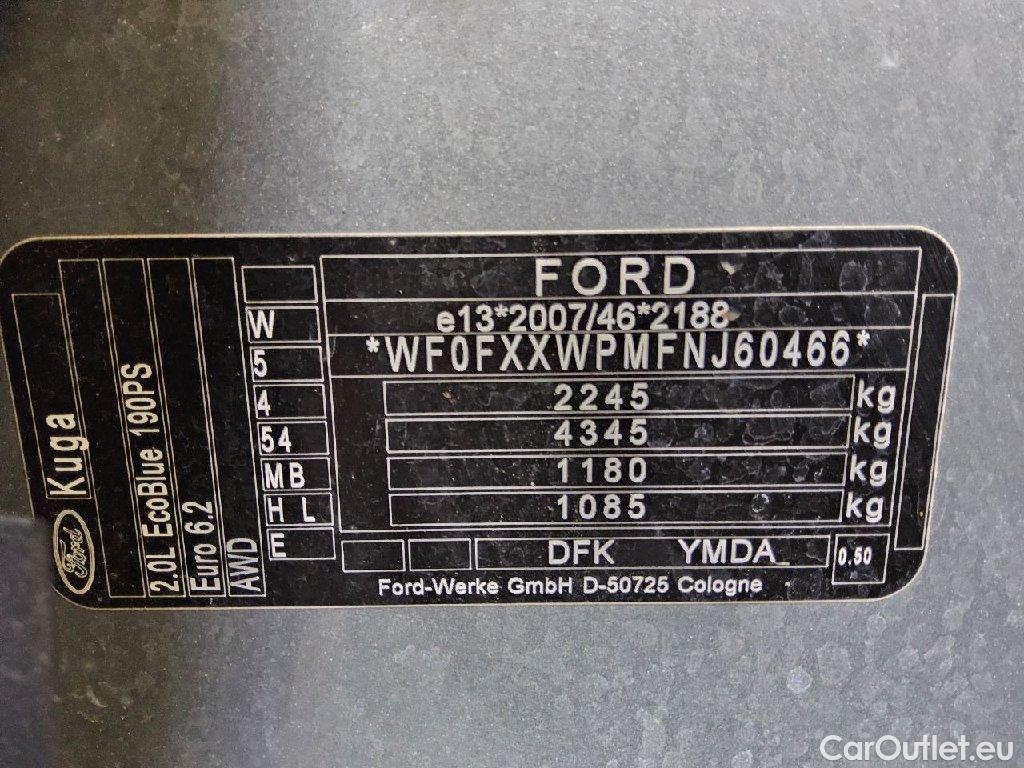 Ford Kuga
2.0L EcoBlue 190PS
Euro 6.2
AWD
W
5
4
54
MB
H L
E
FORD
e13*2007/46*2188
*WF0FXXWPMFNJ60466*
2245 kg
4345 kg
1180 kg
1085 kg
DFK YMDA
0.50
Ford-Werke GmbH D-50725 Cologne
CarOutlet.eu